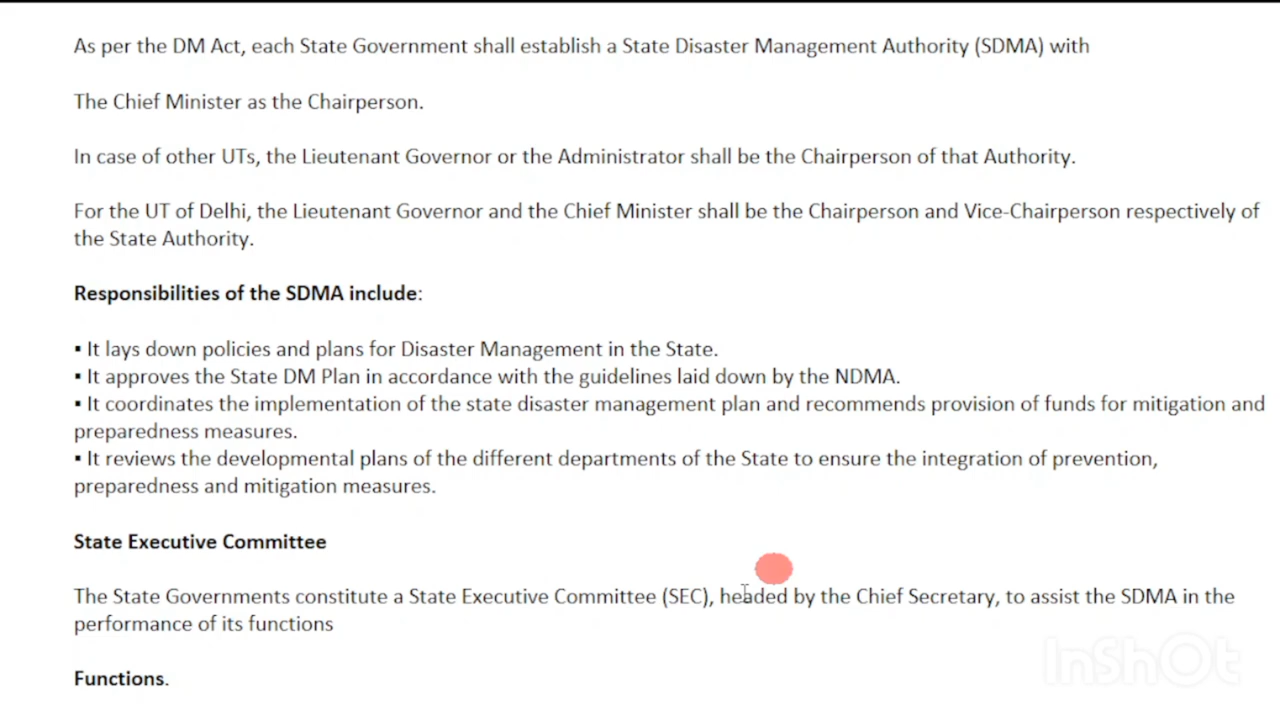 As per the DM Act, each State Government shall establish a State Disaster Management Authority (SDMA) with
The Chief Minister as the Chairperson.
In case of other UTs, the Lieutenant Governor or the Administrator shall be the Chairperson of that Authority.
For the UT of Delhi, the Lieutenant Governor and the Chief Minister shall be the Chairperson and Vice-Chairperson respectively of
the State Authority.
Responsibilities of the SDMA include:
▪ It lays down policies and plans for Disaster Management in the State.
▪ It approves the State DM Plan in accordance with the guidelines laid down by the NDMA.
▪ It coordinates the implementation of the state disaster management plan and recommends provision of funds for mitigation and
preparedness measures.
▪ It reviews the developmental plans of the different departments of the State to ensure the integration of prevention,
preparedness and mitigation measures.
State Executive Committee
The State Governments constitute a State Executive Committee (SEC), headed by the Chief Secretary, to assist the SDMA in the
performance of its functions
Functions.
InShOt